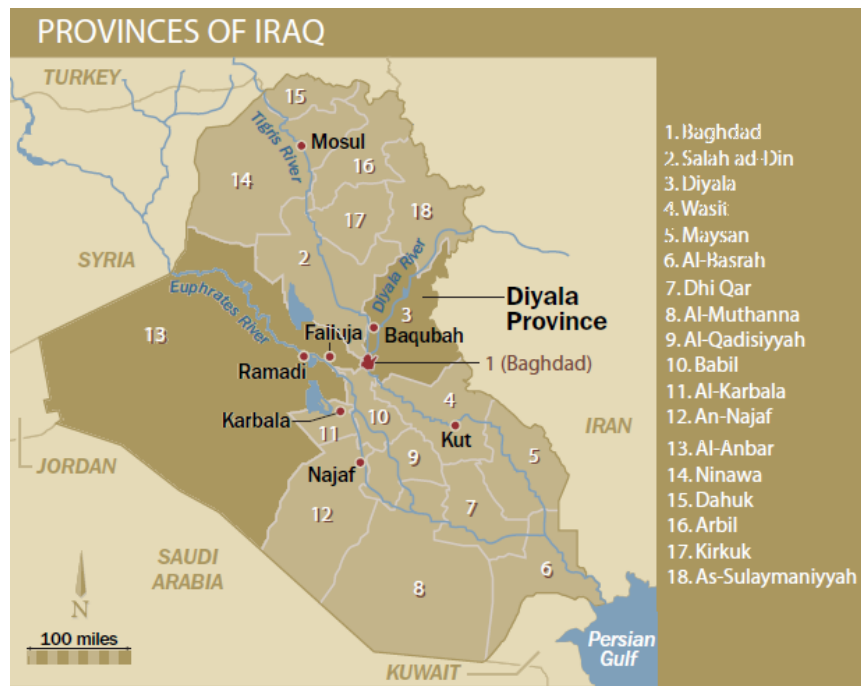 PROVINCES OF IRAQ
TURKEY
15
Tigris River
Mosul
16
14
17
18
SYRIA
2
Diyala River
Euphrates River
3
Diyala
Province
13
Falluja
Baqubah
Ramadi
1 (Baghdad)
Karbala
10
4
11
Kut
IRAN
9
5
JORDAN
Najaf
12
7
SAUDI
ARABIA
8
6
N
100 miles
Persian
Gulf
KUWAIT
1. Baghdad
2. Salah ad-Din
3. Diyala
4. Wasit
5. Maysan
6. Al-Basrah
7. Dhi Qar
8. Al-Muthanna
9. Al-Qadisiyyah
10. Babil
11. Al-Karbala
12. An-Najaf
13. Al-Anbar
14. Ninawa
15. Dahuk
16. Arbil
17. Kirkuk
18. As-Sulaymaniyyah